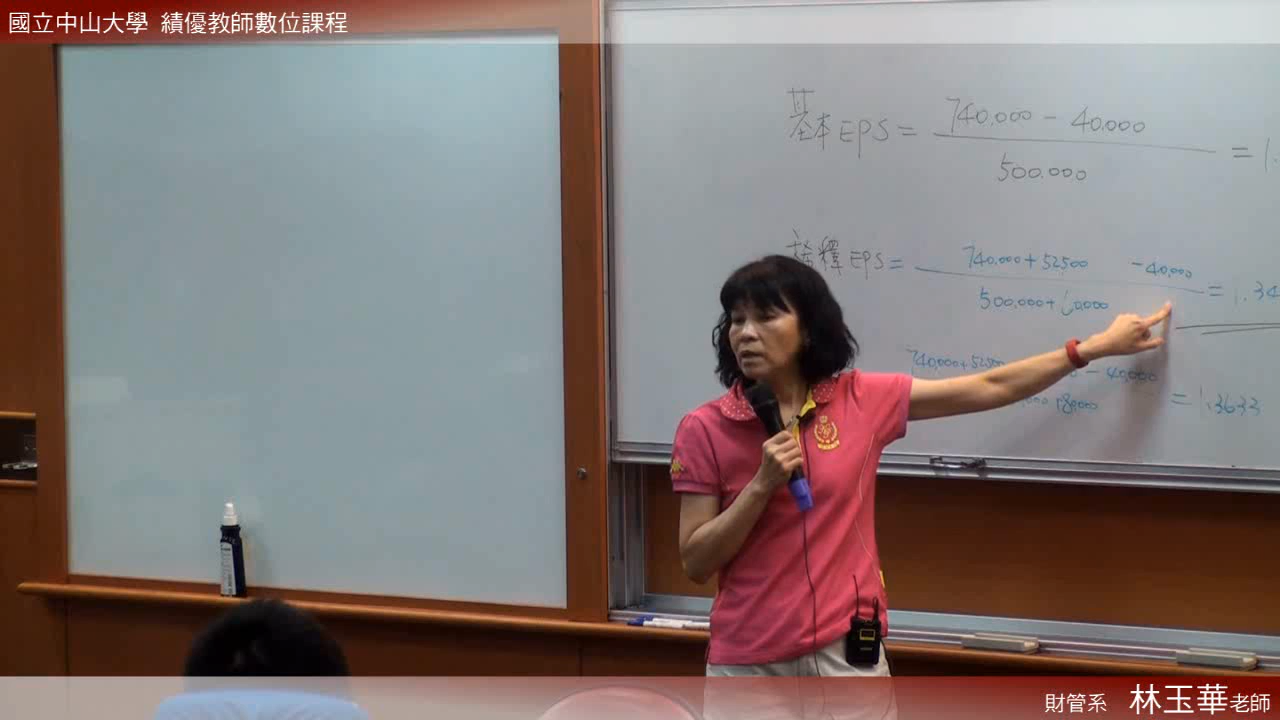 國立中山大學 績優教師數位課程
基本EPS = 740,000 - 40,000 / 500,000 = 1.
釋EPS = 740,000+52,500 -40,000 / 500,000+60,000 = 1.34
740,000+52,500 - 40,000 / 80,000 = 1.3633
財管系 林玉華老師